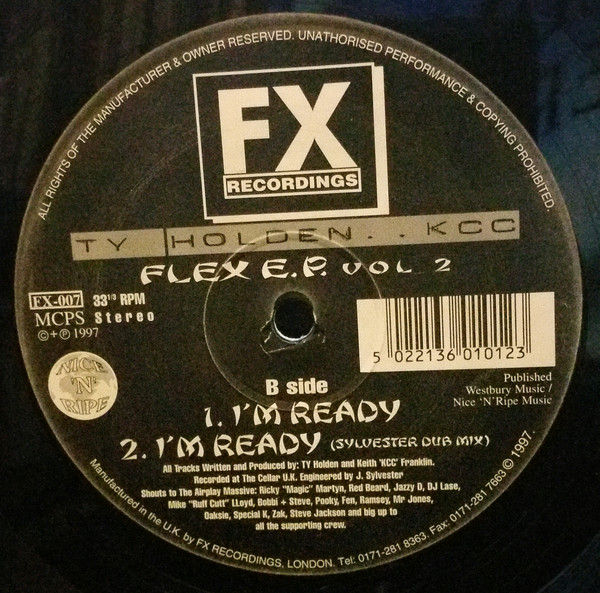 ALL RIGHTS OF THE MANUFACTURER & OWNER RESERVED. UNATHORISED PERFORMANCE & COPYING PROHIBITED.
FX
RECORDINGS
TY HOLDEN..KCC
FLEX E.P. VOL 2
FX-007 33 1/3 RPM
MCPS Stereo
©+℗1997
5 022136 010123
NICE
'N'
RIPE
Published
Westbury Music /
Nice 'N'Ripe Music
B side
1. I'M READY
2. I'M READY (SYLVESTER DUB MIX)
All Tracks Written and Produced by: TY Holden and Keith 'KCC' Franklin.
Recorded at The Cellar U.K. Engineered by J. Sylvester
Shouts to The Airplay Massive: Ricky "Magic" Martyn, Red Beard, Jazzy D, DJ Lase,
Mike "Ruff Cutt" LLoyd, Bobbi + Steve, Pooky, Fen, Ramsey, Mr Jones,
Oaksie, Special K, Zak, Steve Jackson and big up to
all the supporting crew.
Manufactured in the U.K. by FX RECORDINGS, LONDON. Tel: 0171-281 8363. Fax: 0171-281 7663 © 1997.